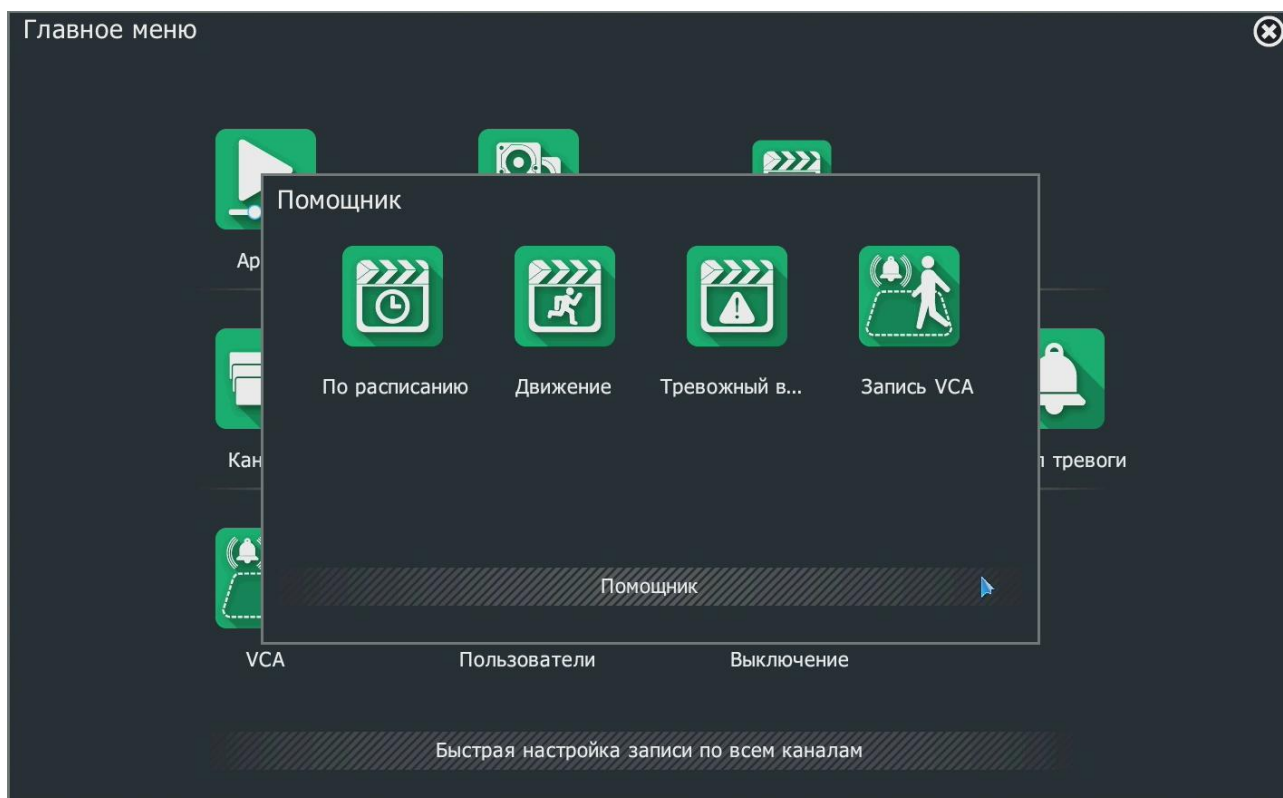 Главное меню
Помощник
По расписанию
Движение
Тревожный в...
Запись VCA
Помощник
VCA
Пользователи
Выключение
Быстрая настройка записи по всем каналам
тревоги